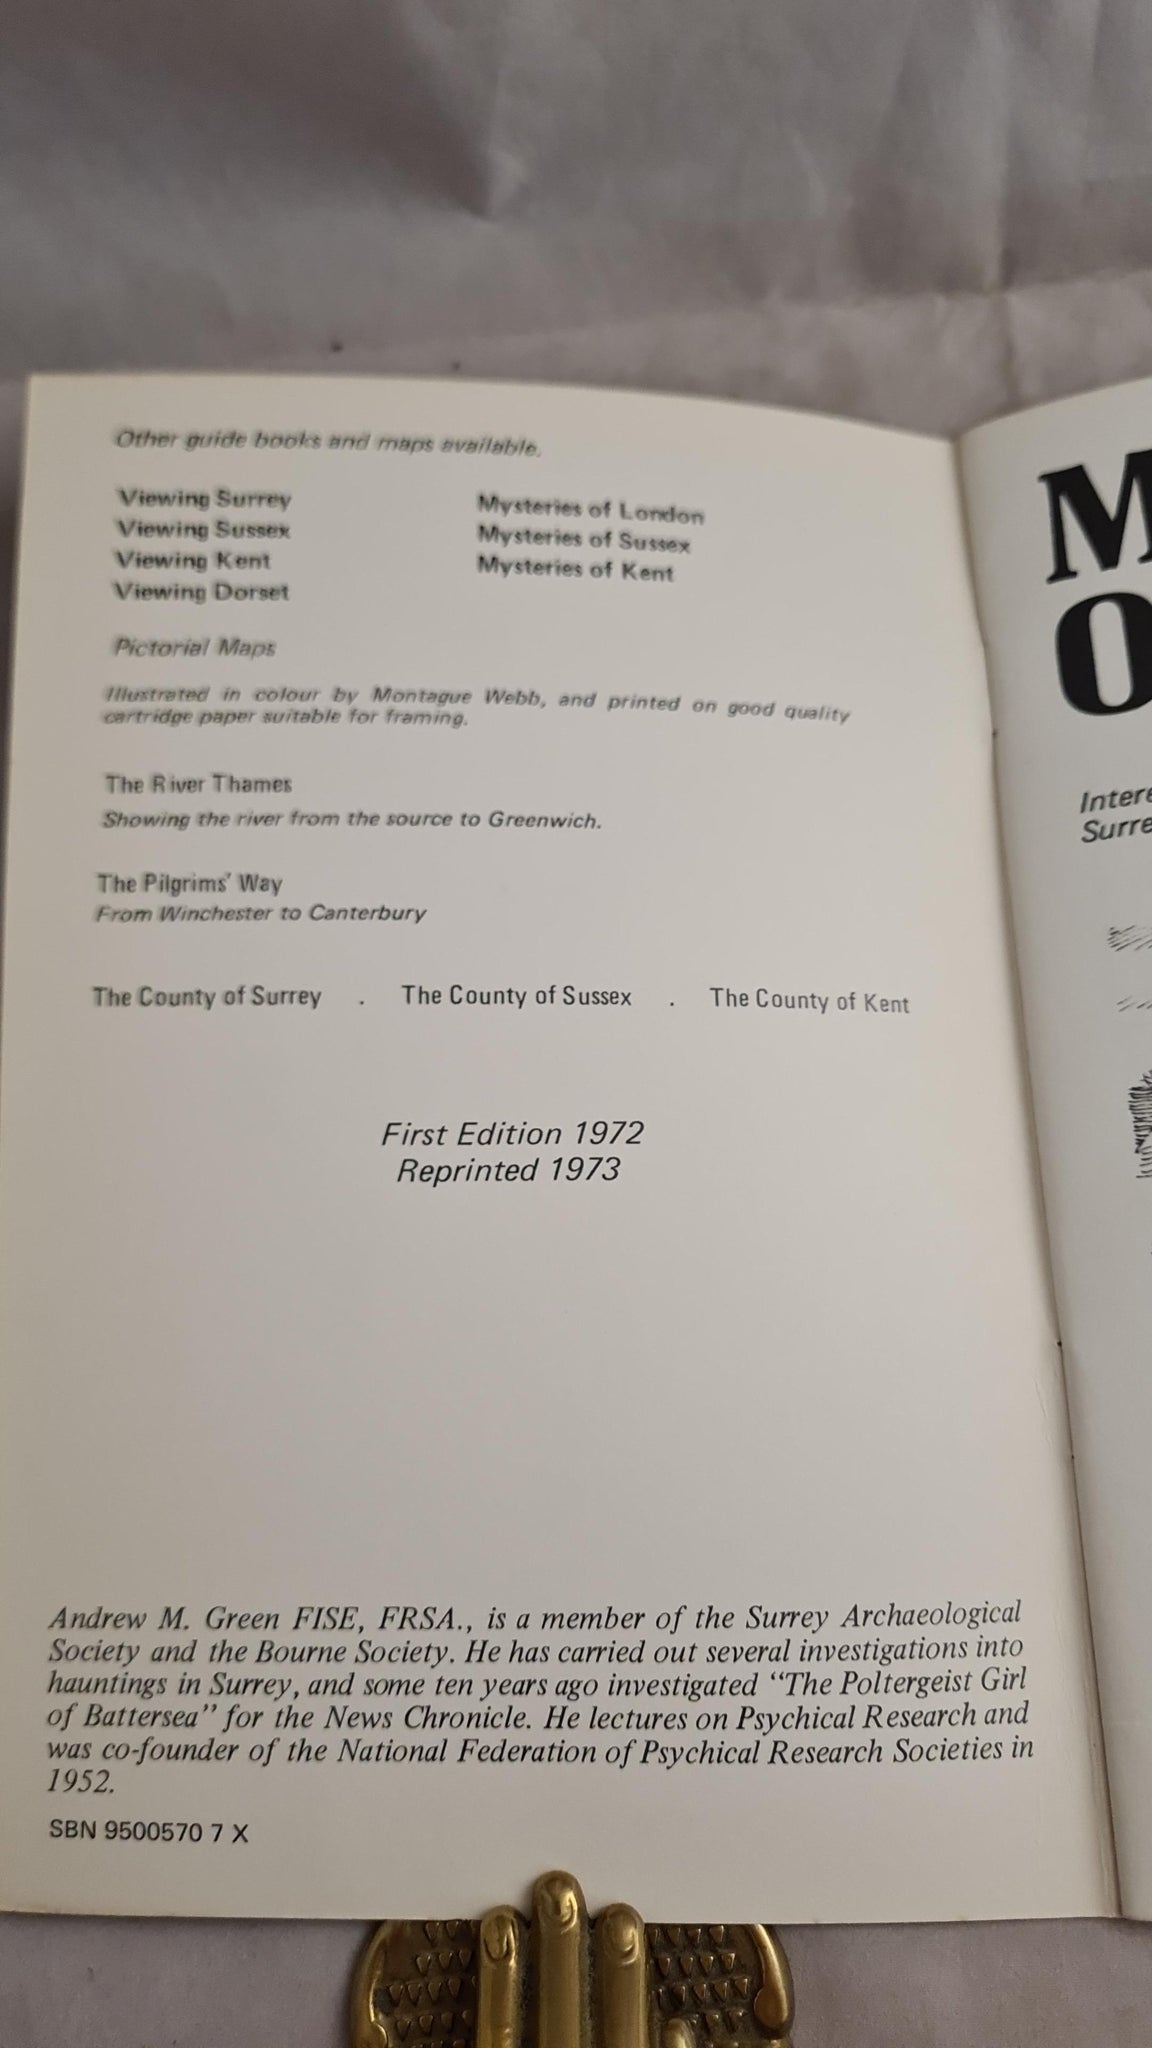 Other guide books and maps available.
Viewing Surrey
Viewing Sussex
Viewing Kent
Viewing Dorset
Mysteries of London
Mysteries of Sussex
Mysteries of Kent
Pictorial Maps
Illustrated in colour by Montague Webb, and printed on good quality
cartridge paper suitable for framing.
The River Thames
Showing the river from the source to Greenwich.
The Pilgrims' Way
From Winchester to Canterbury
The County of Surrey . The County of Sussex . The County of Kent
First Edition 1972
Reprinted 1973
Andrew M. Green FISE, FRSA., is a member of the Surrey Archaeological
Society and the Bourne Society. He has carried out several investigations into
hauntings in Surrey, and some ten years ago investigated “The Poltergeist Girl
of Battersea” for the News Chronicle. He lectures on Psychical Research and
was co-founder of the National Federation of Psychical Research Societies in
1952.
SBN 9500570 7 X
M
O
Intere
Surre